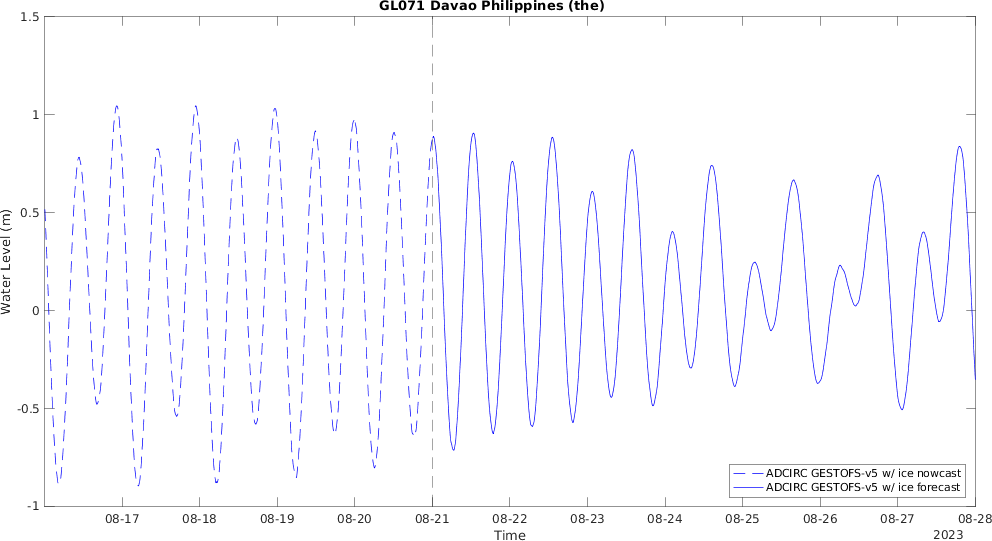 GL071 Davao Philippines (the)
1.5
1
0.5
0
-0.5
-1
Water Level (m)
ADCIRC GESTOFS-v5 w/ ice nowcast
ADCIRC GESTOFS-v5 w/ ice forecast
08-17 08-18 08-19 08-20 08-21 08-22 08-23 08-24 08-25 08-26 08-27 08-28
Time
2023